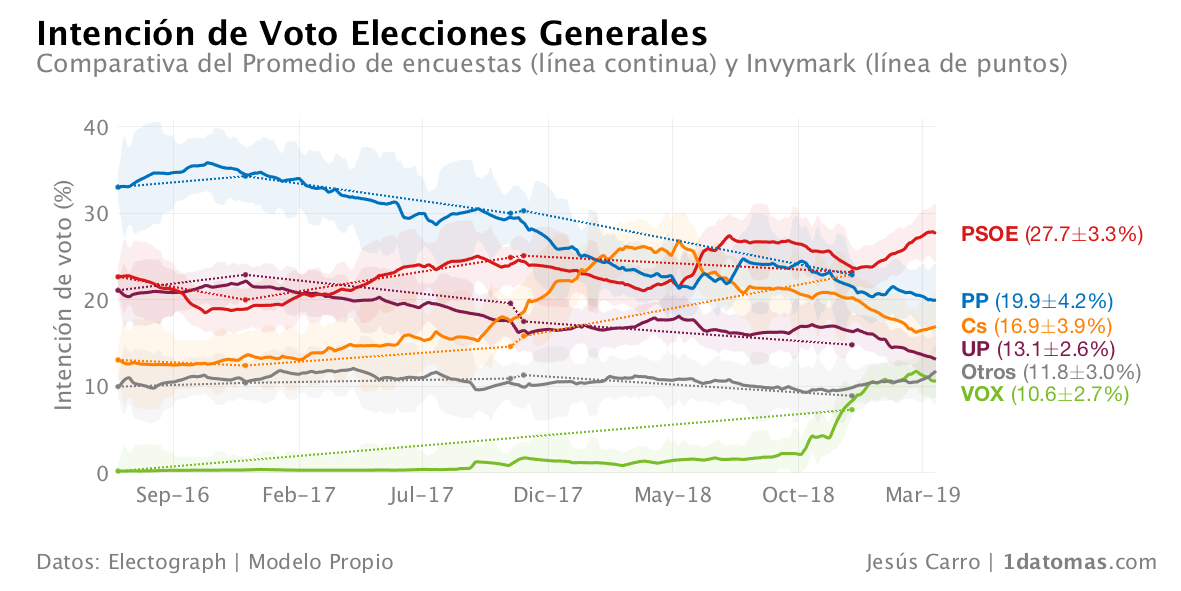 Intención de Voto Elecciones Generales
Comparativa del Promedio de encuestas (línea continua) y Invymark (línea de puntos)
Intención de voto (%)
40
30
20
10
0
Sep–16
Feb–17
Jul–17
Dic–17
May–18
Oct–18
Mar–19
PSOE (27.7±3.3%)
PP (19.9±4.2%)
Cs (16.9±3.9%)
UP (13.1±2.6%)
Otros (11.8±3.0%)
VOX (10.6±2.7%)
Datos: Electograph | Modelo Propio
Jesús Carro | 1datomas.com